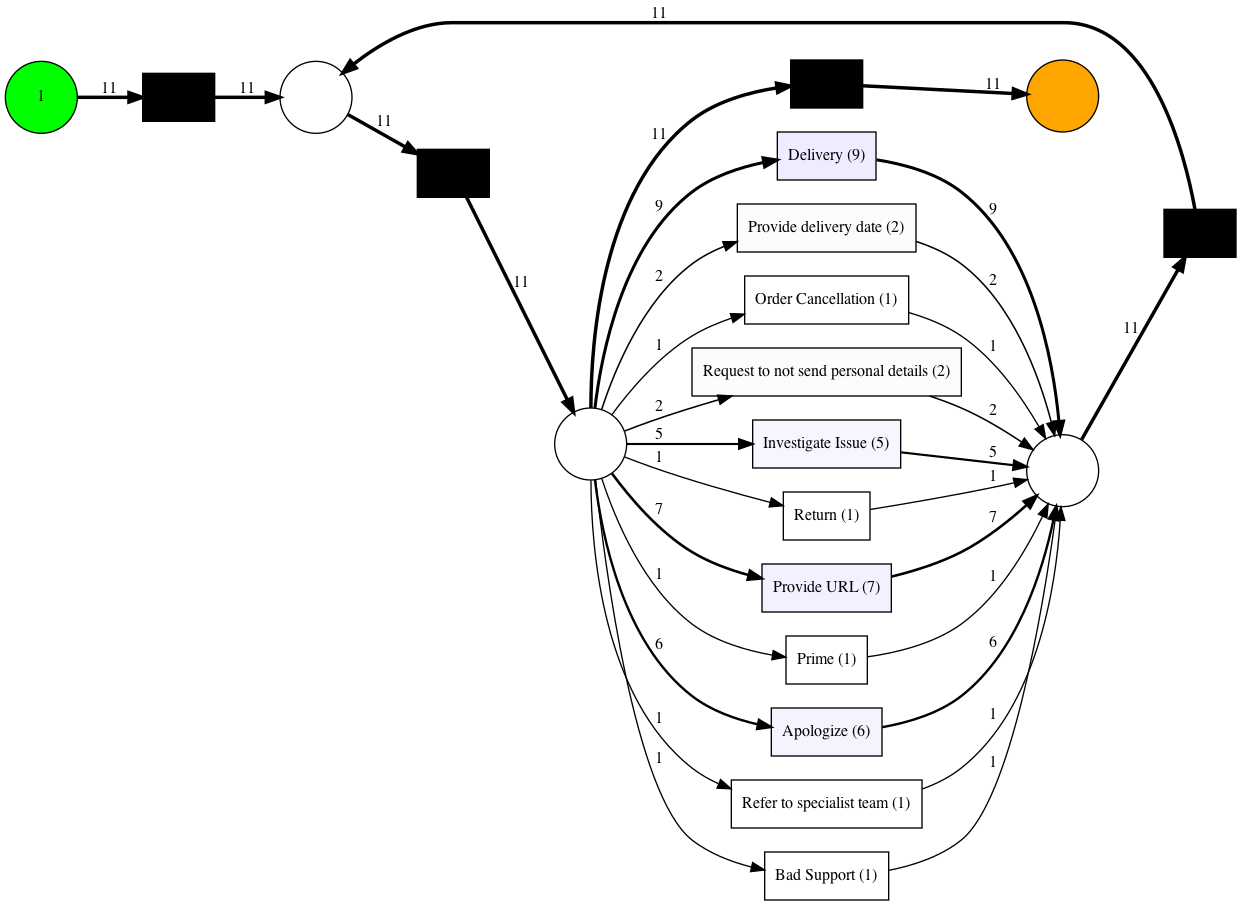 11
1
11
11
11
11
11
11
Delivery (9)
9
9
Provide delivery date (2)
2
2
11
Order Cancellation (1)
1
1
11
Request to not send personal details (2)
2
2
Investigate Issue (5)
5
5
1
1
Return (1)
7
7
Provide URL (7)
1
1
Prime (1)
6
6
Apologize (6)
1
1
Refer to specialist team (1)
1
1
Bad Support (1)